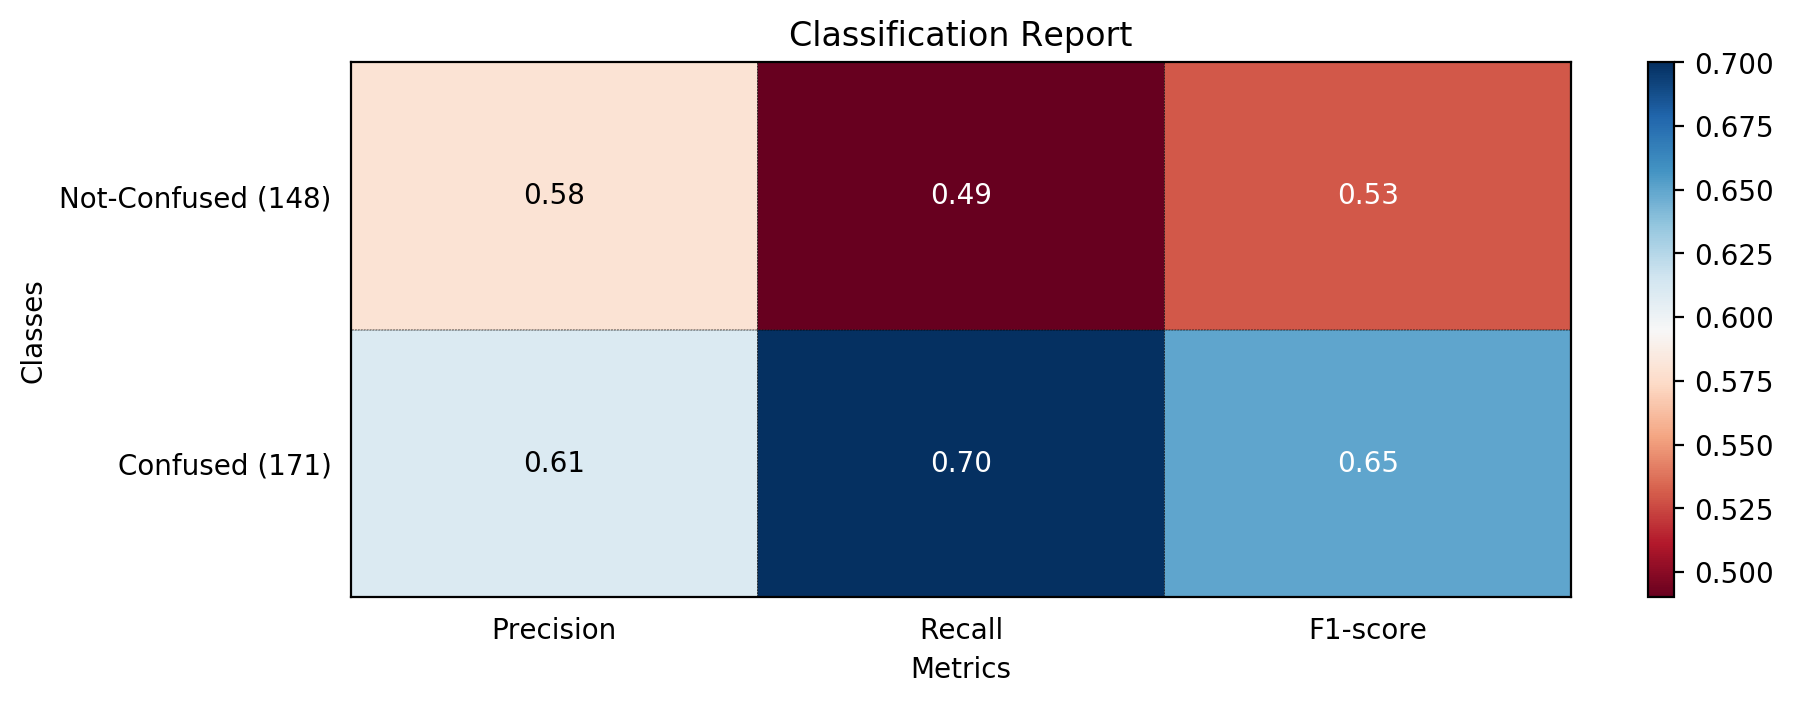 Classification Report
Not-Confused (148)
0.58
0.49
0.53
Confused (171)
0.61
0.70
0.65
Classes
Precision
Recall
F1-score
Metrics
0.700
0.675
0.650
0.625
0.600
0.575
0.550
0.525
0.500